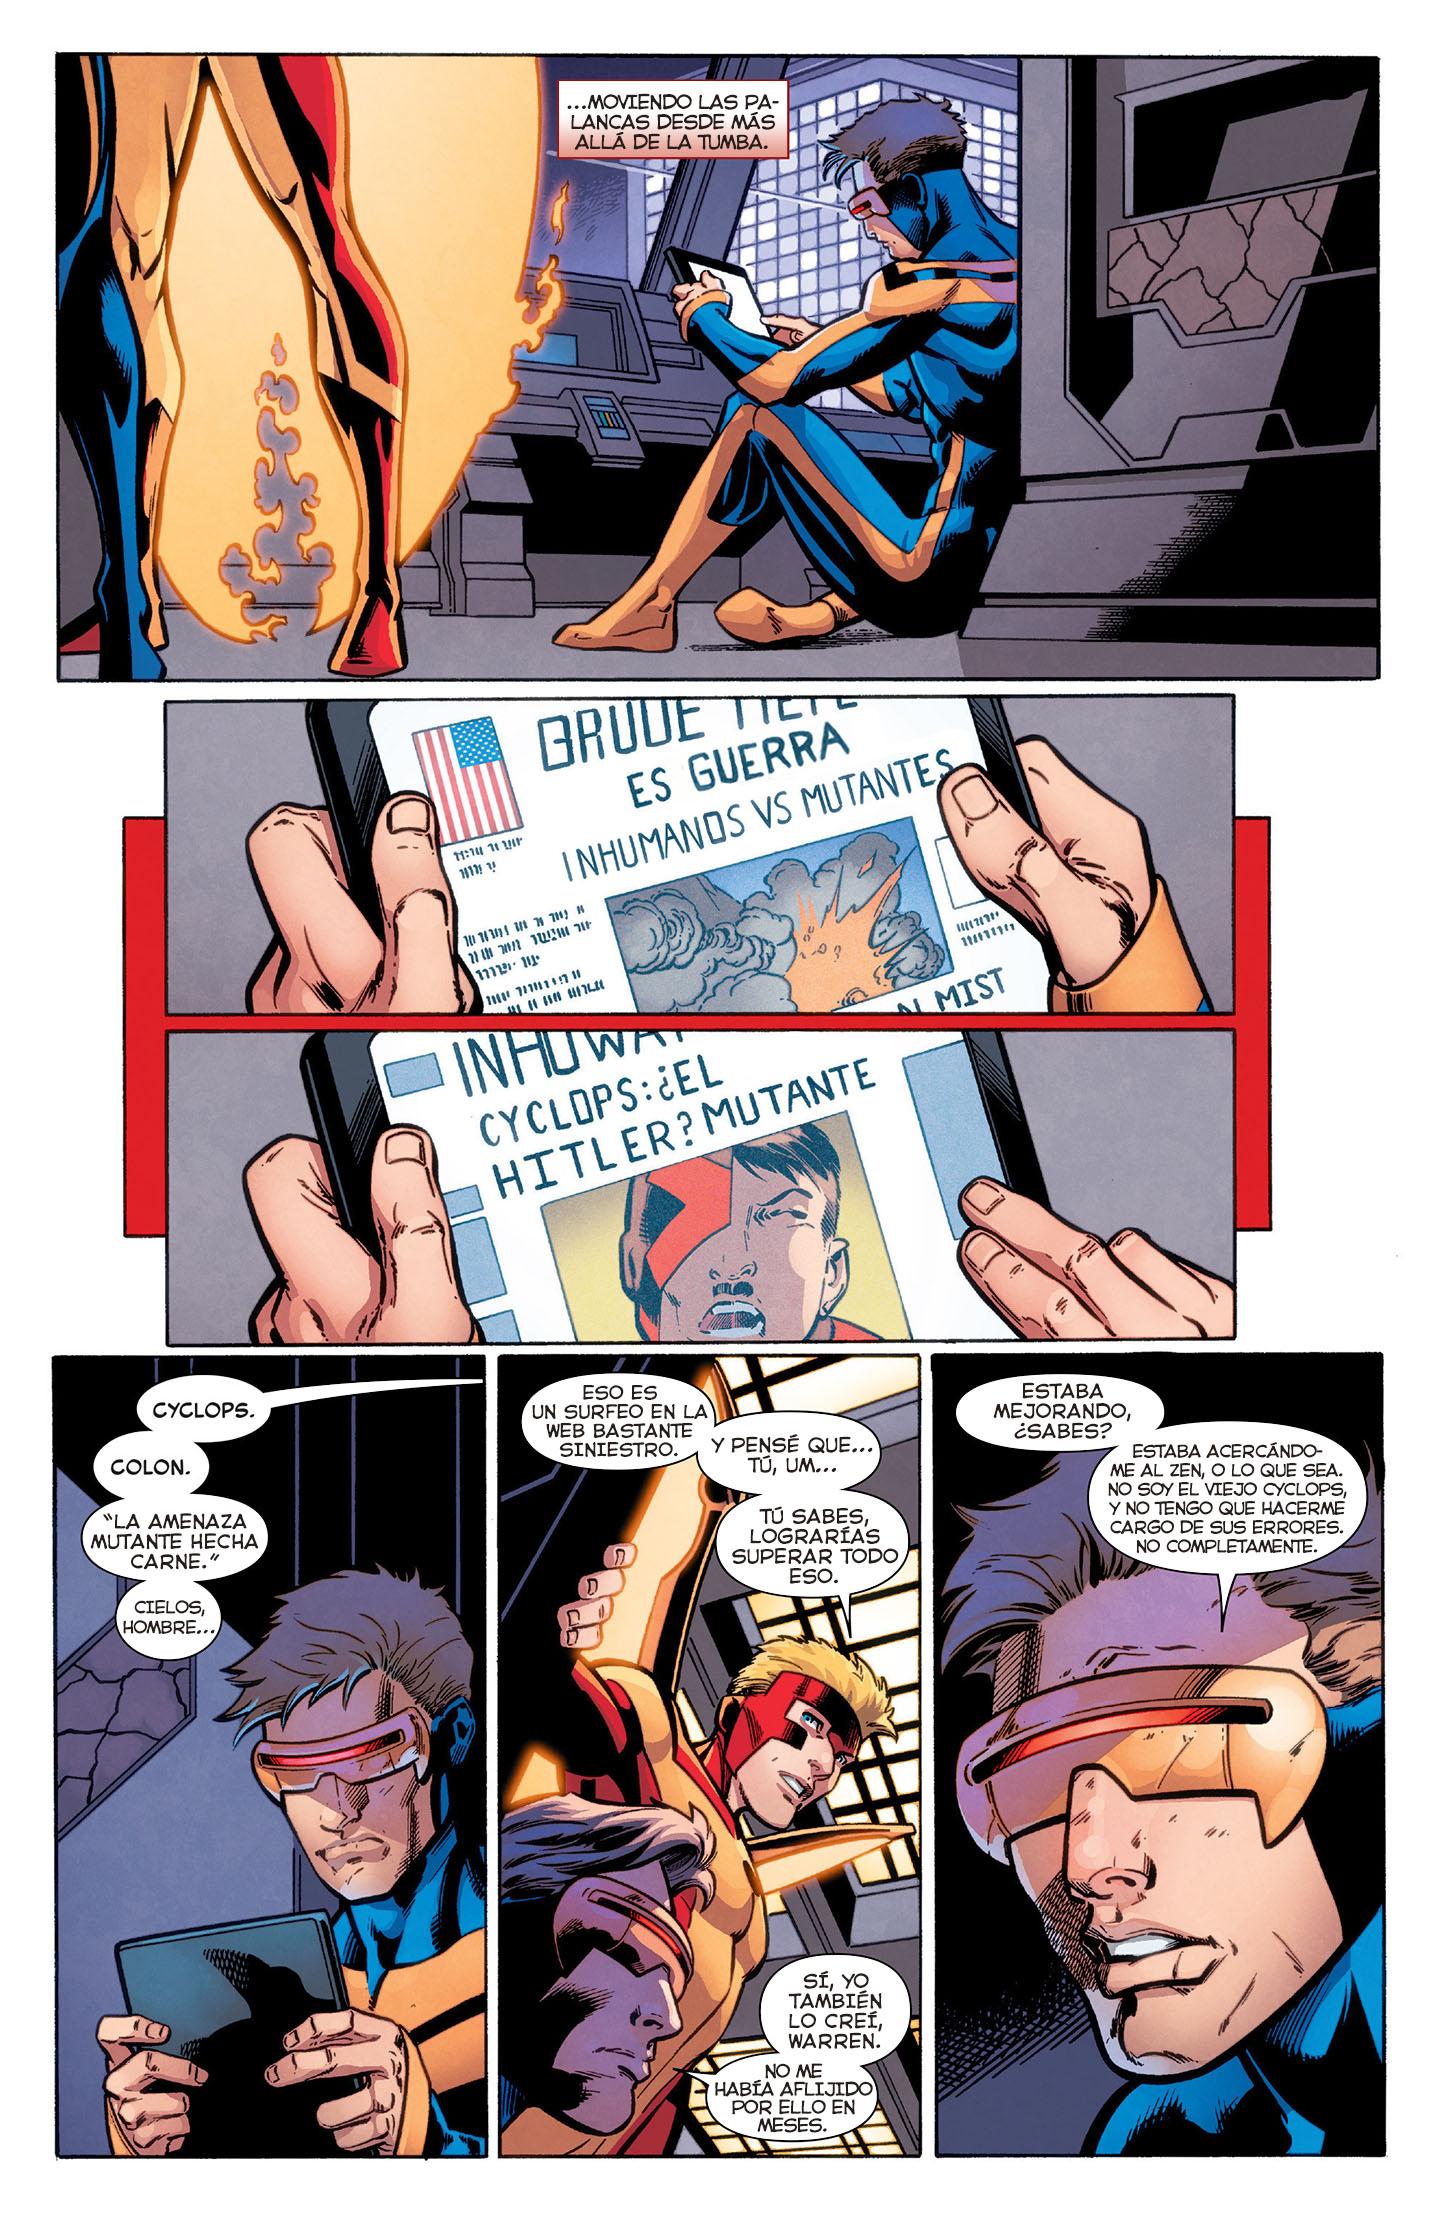 ...MOVIENDO LAS PA-
LANCAS DESDE MÁS
ALLÁ DE LA TUMBA.
ES GUERRA
INHUMANOS VS MUTANTES
MIST
CYCLOPS:¿EL
HITLER? MUTANTE
CYCLOPS.
COLON.
"LA AMENAZA
MUTANTE HECHA
CARNE."
CIELOS,
HOMBRE...
ESO ES
UN SURFEO EN LA
WEB BASTANTE
SINIESTRO.
Y PENSÉ QUE...
TÚ, UM...
TÚ SABES,
LOGRARÍAS
SUPERAR TODO
ESO.
SÍ, YO
TAMBIÉN
LO CREÍ,
WARREN.
NO ME
HABÍA AFLIJIDO
POR ELLO EN
MESES.
ESTABA
MEJORANDO,
¿SABES?
ESTABA ACERCÁNDO-
ME AL ZEN, O LO QUE SEA.
NO SOY EL VIEJO CYCLOPS,
Y NO TENGO QUE HACERME
CARGO DE SUS ERRORES.
NO COMPLETAMENTE.